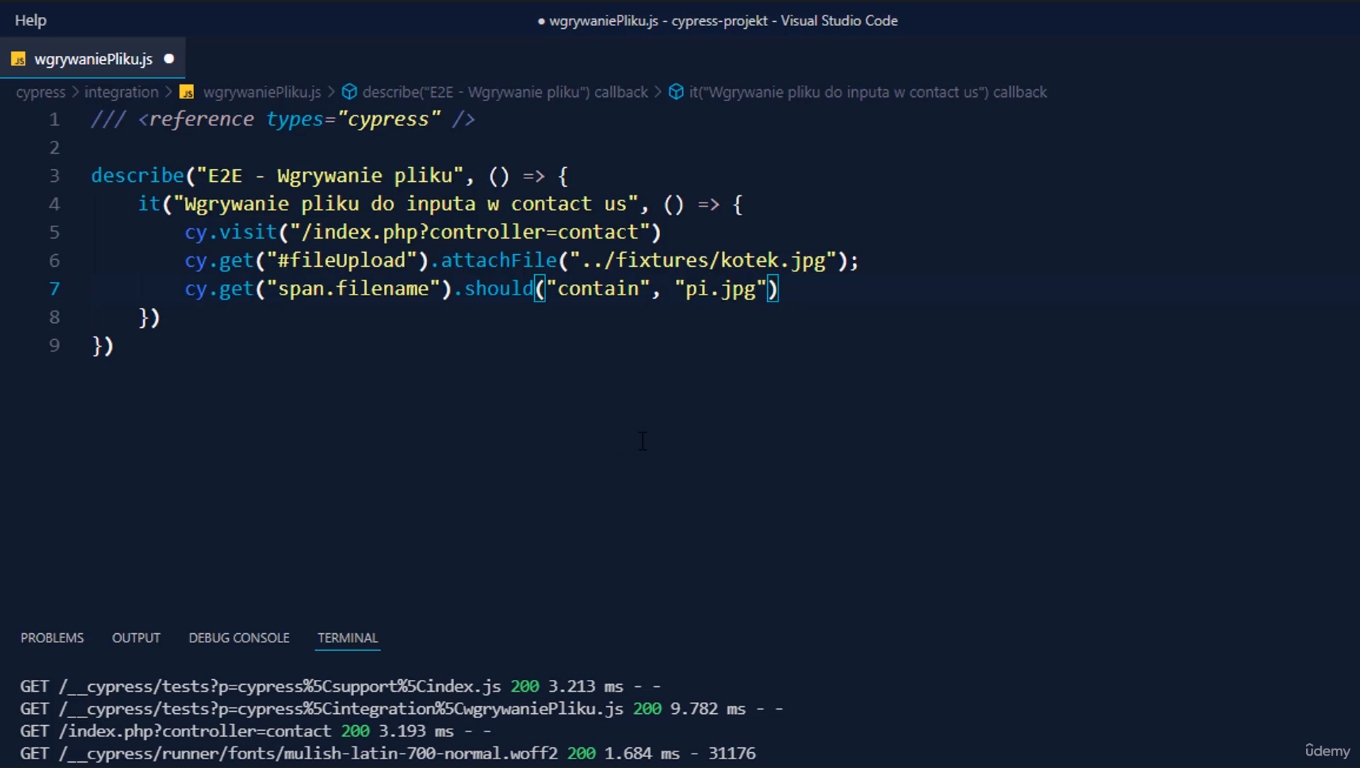 Help
● wgrywaniePliku.js - cypress-projekt - Visual Studio Code
JS wgrywaniePliku.js ●
cypress > integration > JS wgrywaniePliku.js > describe("E2E - Wgrywanie pliku") callback > it("Wgrywanie pliku do inputa w contact us") callback
1 /// <reference types="cypress" />
2
3 describe("E2E - Wgrywanie pliku", () => {
4 it("Wgrywanie pliku do inputa w contact us", () => {
5 cy.visit("/index.php?controller=contact")
6 cy.get("#fileUpload").attachFile("../fixtures/kotek.jpg");
7 cy.get("span.filename").should("contain", "pi.jpg")
8 })
9 })
PROBLEMS OUTPUT DEBUG CONSOLE TERMINAL
GET /__cypress/tests?p=cypress%5Csupport%5Cindex.js 200 3.213 ms - -
GET /__cypress/tests?p=cypress%5Cintegration%5CwgrywaniePliku.js 200 9.782 ms - -
GET /index.php?controller=contact 200 3.193 ms - -
GET /__cypress/runner/fonts/mulish-latin-700-normal.woff2 200 1.684 ms - 31176
ûdemy